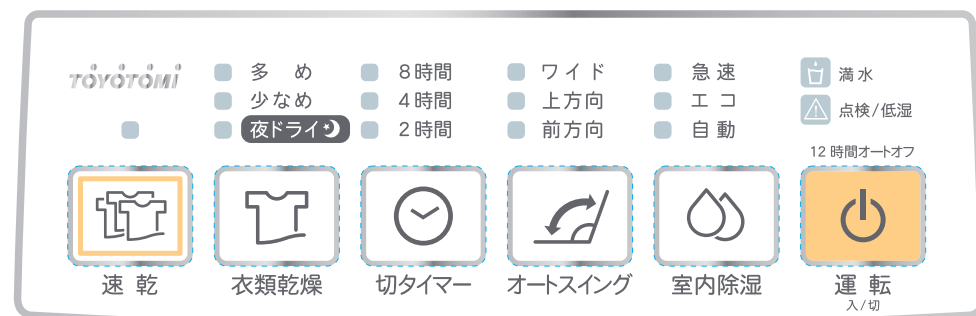 TOYOTOMI
多め
8時間
ワイド
急速
満水
少なめ
4時間
上方向
エコ
点検/低湿
夜ドライ
2時間
前方向
自動
12時間オートオフ
速乾
衣類乾燥
切タイマー
オートスイング
室内除湿
運転
入/切